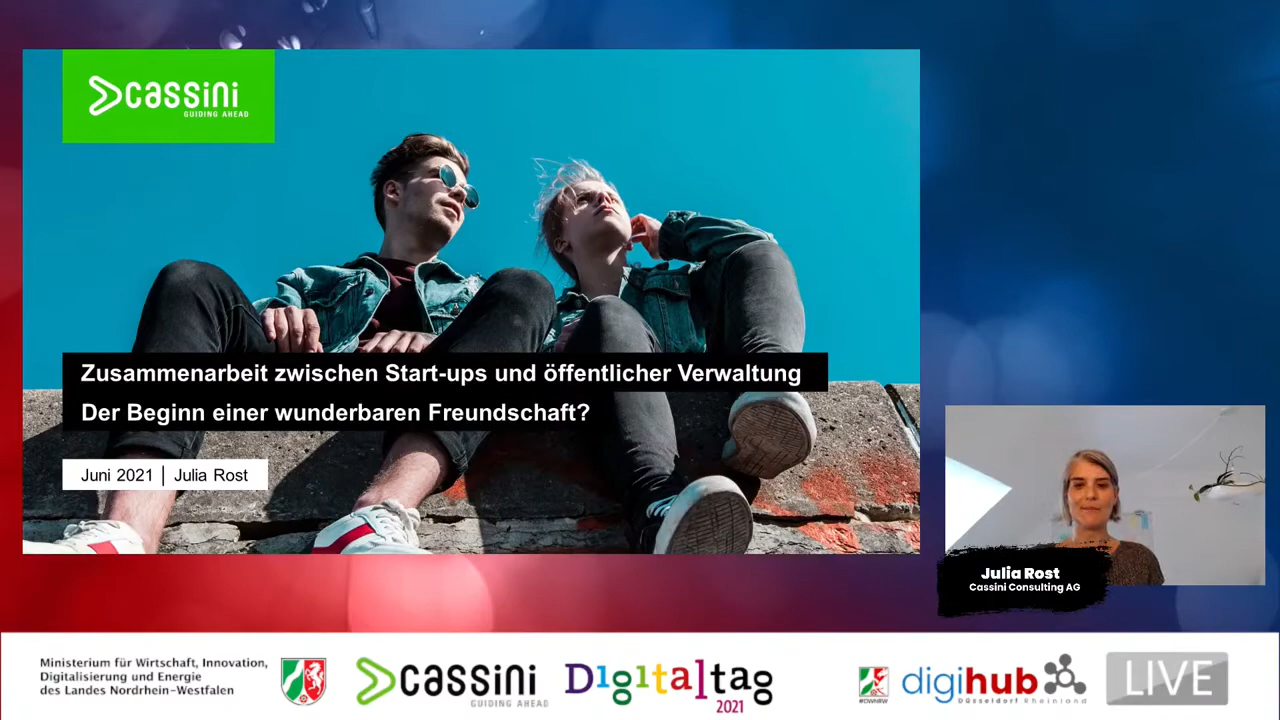 cassini
GUIDING AHEAD
Zusammenarbeit zwischen Start-ups und öffentlicher Verwaltung
Der Beginn einer wunderbaren Freundschaft?
Juni 2021 | Julia Rost
Julia Rost
Cassini Consulting AG
Ministerium für Wirtschaft, Innovation,
Digitalisierung und Energie
des Landes Nordrhein-Westfalen
cassini
GUIDING AHEAD
Digitaltag
2021
#DWNRW
digihub
Düsseldorf Rheinland
LIVE